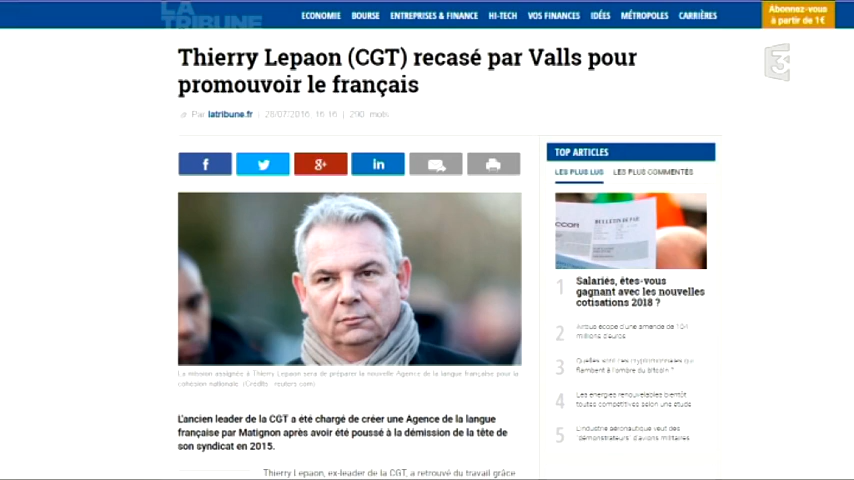 LA TRIBUNE
ECONOMIE BOURSE ENTREPRISES & FINANCE HI-TECH VOS FINANCES IDÉES MÉTROPOLES CARRIÈRES
Abonnez-vous
à partir de 1€
3
Thierry Lepaon (CGT) recasé par Valls pour
promouvoir le français
Par latribune.fr | 26/07/2016, 16:16 | 290 mots
f g+ in
TOP ARTICLES
LES PLUS LUS LES PLUS COMMENTÉS
BULLETIN DE PAIE
La mission assignée à Thierry Lepaon sera de préparer la nouvelle Agence de la langue française pour la
cohésion nationale. (Crédits : reuters.com)
1 Salariés, êtes-vous
gagnant avec les nouvelles
cotisations 2018 ?
2 Airbus écope d'une amende de 104
millions d'euros
3 Quelles sont ces cryptomonnaies qui
flambent à l'ombre du bitcoin ?
4 Les énergies renouvelables bientôt
toutes compétitives selon une étude
5 L'industrie aéronautique veut des
"démonstrateurs" d'avions militaires
L'ancien leader de la CGT a été chargé de créer une Agence de la langue
française par Matignon après avoir été poussé à la démission de la tête de
son syndicat en 2015.
Thierry Lepaon, ex-leader de la CGT, a retrouvé du travail grâce